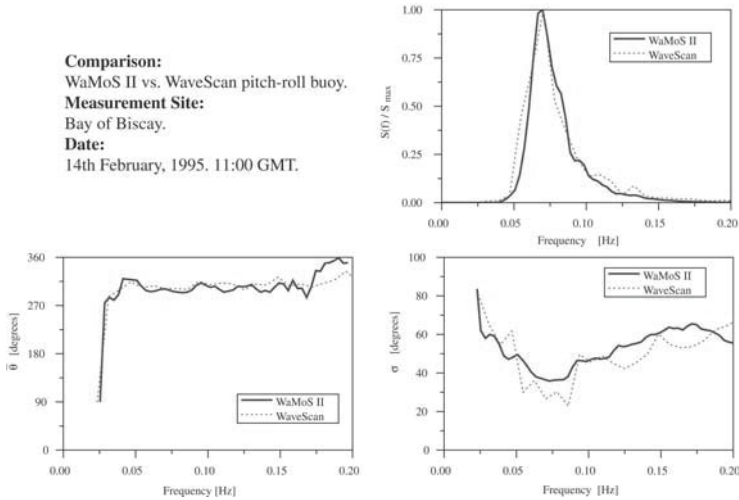 Comparison:
WaMoS II vs. WaveScan pitch-roll buoy.
Measurement Site:
Bay of Biscay.
Date:
14th February, 1995. 11:00 GMT.
1.00
0.75
0.50
0.25
0.00
S(f) / S max
WaMoS II
WaveScan
0.00 0.05 0.10 0.15 0.20
Frequency [Hz]
360
270
180
90
0
θ̅ [degrees]
WaMoS II
WaveScan
0.00 0.05 0.10 0.15 0.20
Frequency [Hz]
100
80
60
40
20
0
σ [degrees]
WaMoS II
WaveScan
0.00 0.05 0.10 0.15 0.20
Frequency [Hz]